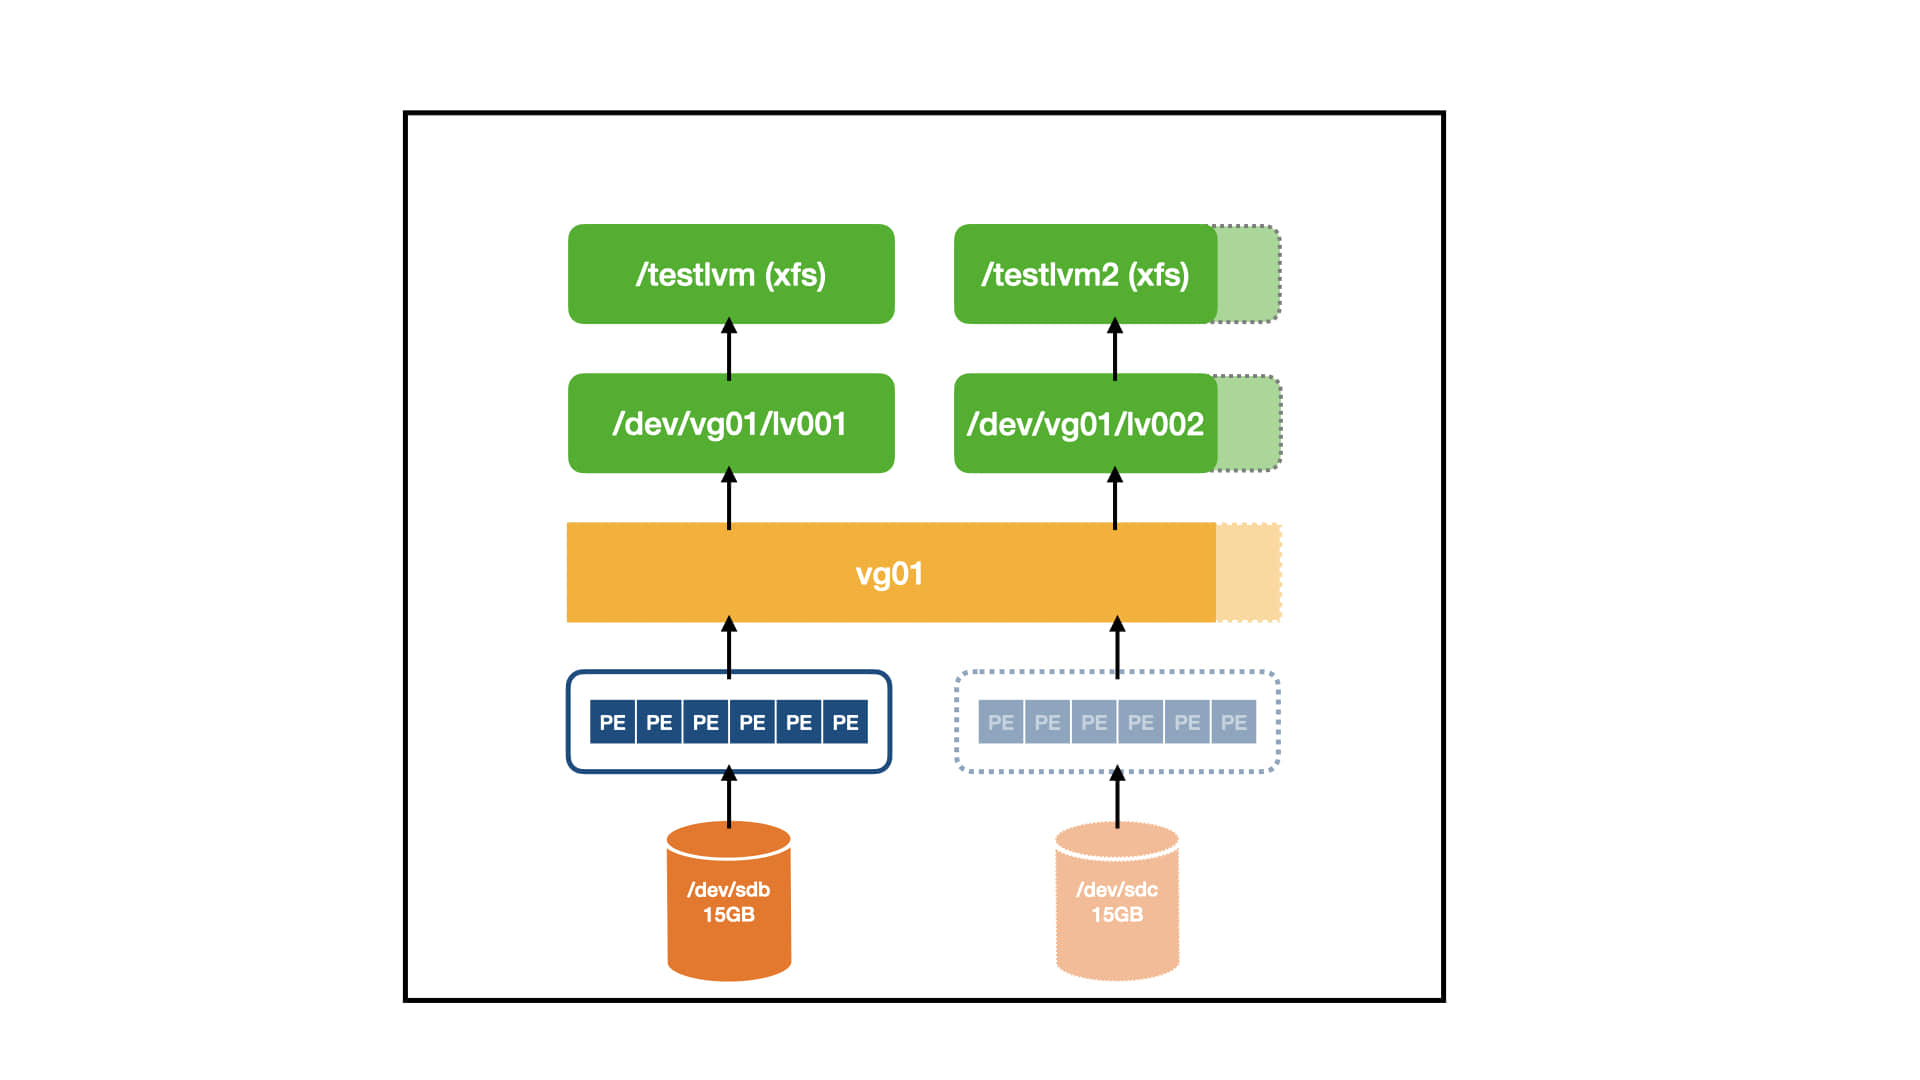 /testlvm (xfs)
/testlvm2 (xfs)
/dev/vg01/lv001
/dev/vg01/lv002
vg01
PE PE PE PE PE PE
PE PE PE PE PE PE
/dev/sdb
15GB
/dev/sdc
15GB